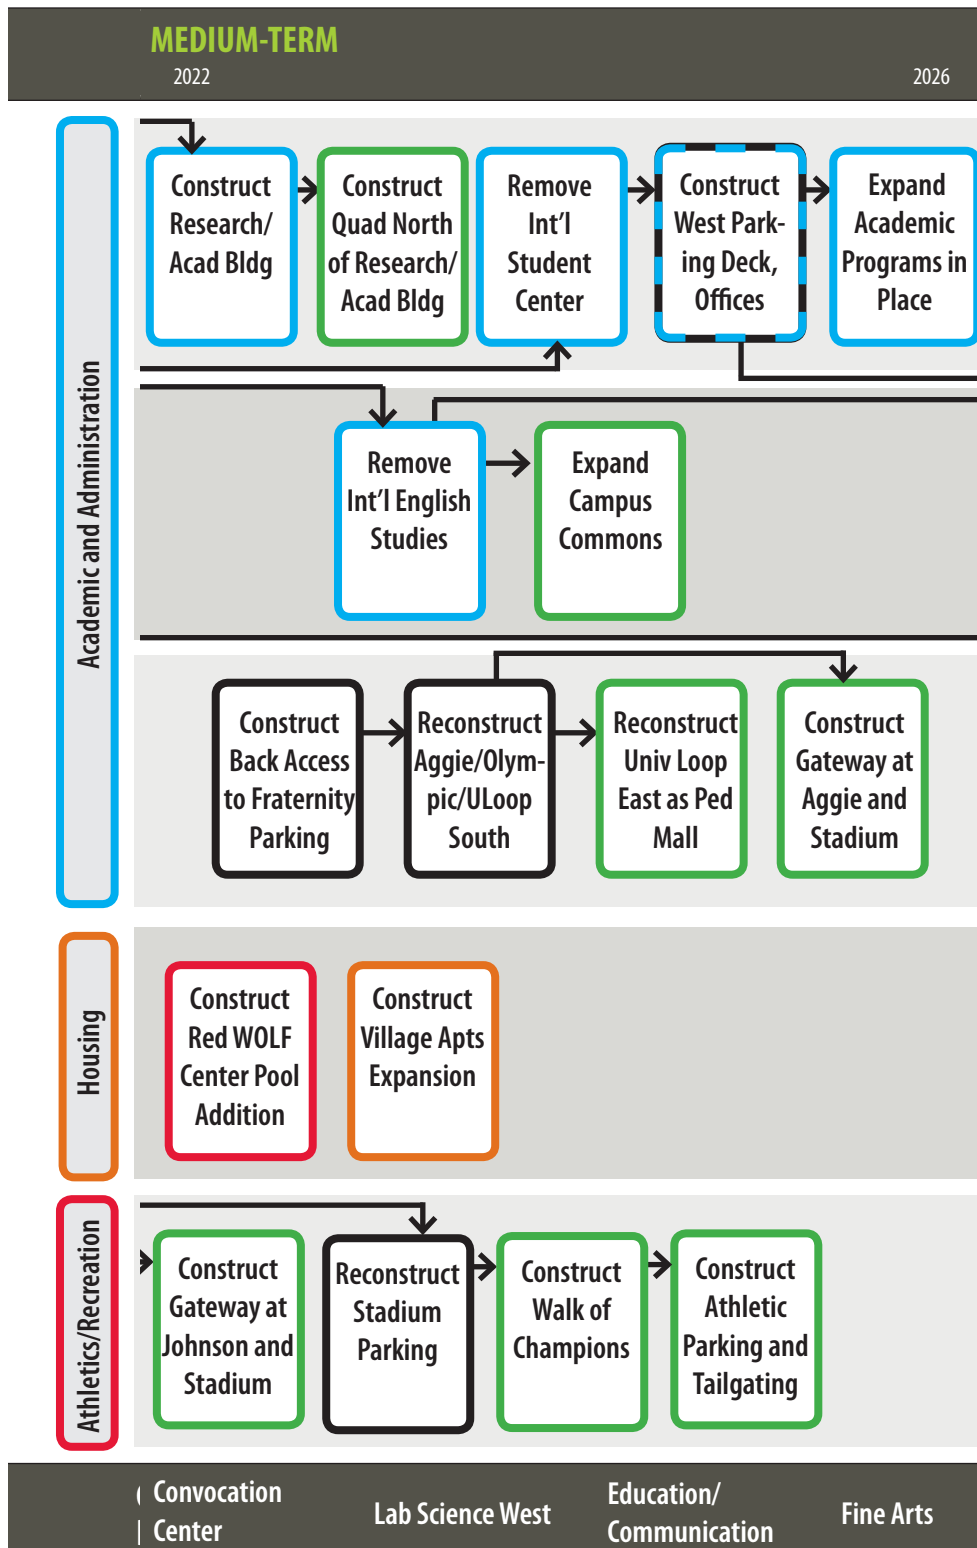 MEDIUM-TERM
2022
2026
Academic and Administration
Construct
Research/
Acad Bldg
Construct
Quad North
of Research/
Acad Bldg
Remove
Int’l
Student
Center
Construct
West Park-
ing Deck,
Offices
Expand
Academic
Programs in
Place
Remove
Int’l English
Studies
Expand
Campus
Commons
Construct
Back Access
to Fraternity
Parking
Reconstruct
Aggie/Olym-
pic/ULoop
South
Reconstruct
Univ Loop
East as Ped
Mall
Construct
Gateway at
Aggie and
Stadium
Housing
Construct
Red WOLF
Center Pool
Addition
Construct
Village Apts
Expansion
Athletics/Recreation
Construct
Gateway at
Johnson and
Stadium
Reconstruct
Stadium
Parking
Construct
Walk of
Champions
Construct
Athletic
Parking and
Tailgating
Convocation
Center
Lab Science West
Education/
Communication
Fine Arts